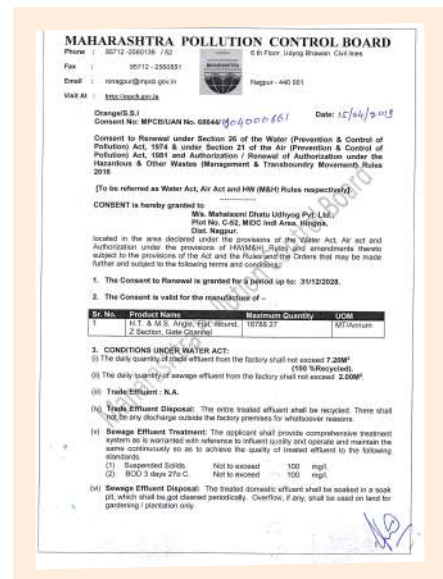 MAHARASHTRA POLLUTION CONTROL BOARD
Phone : 95712-2560139 / 52
6 th Floor, Udyog Bhawan Civil lines
Fax : 95712 - 2560851
Email : ronagpur@mpcb.gov.in
Nagpur - 440 001
Visit At : http://mpcb.gov.in
Orange/S.S.I
Date: 15/04/2019
Consent No: MPCB/UAN No. 68644/
Consent to Renewal under Section 26 of the Water (Prevention & Control of
Pollution) Act, 1974 & under Section 21 of the Air (Prevention & Control of
Pollution) Act, 1981 and Authorization / Renewal of Authorization under the
Hazardous & Other Wastes (Management & Transboundry Movement) Rules
2016
[To be referred as Water Act, Air Act and HW (M&H) Rules respectively].
CONSENT is hereby granted to
M/s. Mahalaxmi Dhatu Udhyog Pvt. Ltd.,
Plot No. C-52, MIDC Indl Area, Hingna,
Dist. Nagpur.
located in the area declared under the provisions of the Water Act, Air act and
Authorization under the provisions of HW(M&H) Rules and amendments thereto
subject to the provisions of the Act and the Rules and the Orders that may be made
further and subject to the following terms and conditions:
1. The Consent to Renewal is granted for a period up to: 31/12/2028.
2. The Consent is valid for the manufacture of –
Sr. No. Product Name Maximum Quantity UOM
1 H.T. & M.S. Angle, Flat, Round, 18788.27 MT/Annum
Z Section, Gate Channel
3. CONDITIONS UNDER WATER ACT:
(i) The daily quantity of trade effluent from the factory shall not exceed 7.20M³
(100 %Recycled).
(ii) The daily quantity of sewage effluent from the factory shall not exceed 2.00M³.
(iii) Trade Effluent : N.A.
(iv) Trade Effluent Disposal: The entire treated effluent shall be recycled. There shall
not be any discharge outside the factory premises for whatsoever reasons.
(v) Sewage Effluent Treatment: The applicant shall provide comprehensive treatment
system as is warranted with reference to influent quality and operate and maintain the
same continuously so as to achieve the quality of treated effluent to the following
standards.
(1) Suspended Solids Not to exceed 100 mg/l.
(2) BOD 3 days 27o C. Not to exceed 100 mg/l.
(vi) Sewage Effluent Disposal: The treated domestic effluent shall be soaked in a soak
pit, which shall be got cleaned periodically. Overflow, if any, shall be used on land for
gardening / plantation only.
Maharashtra Pollution Control Board